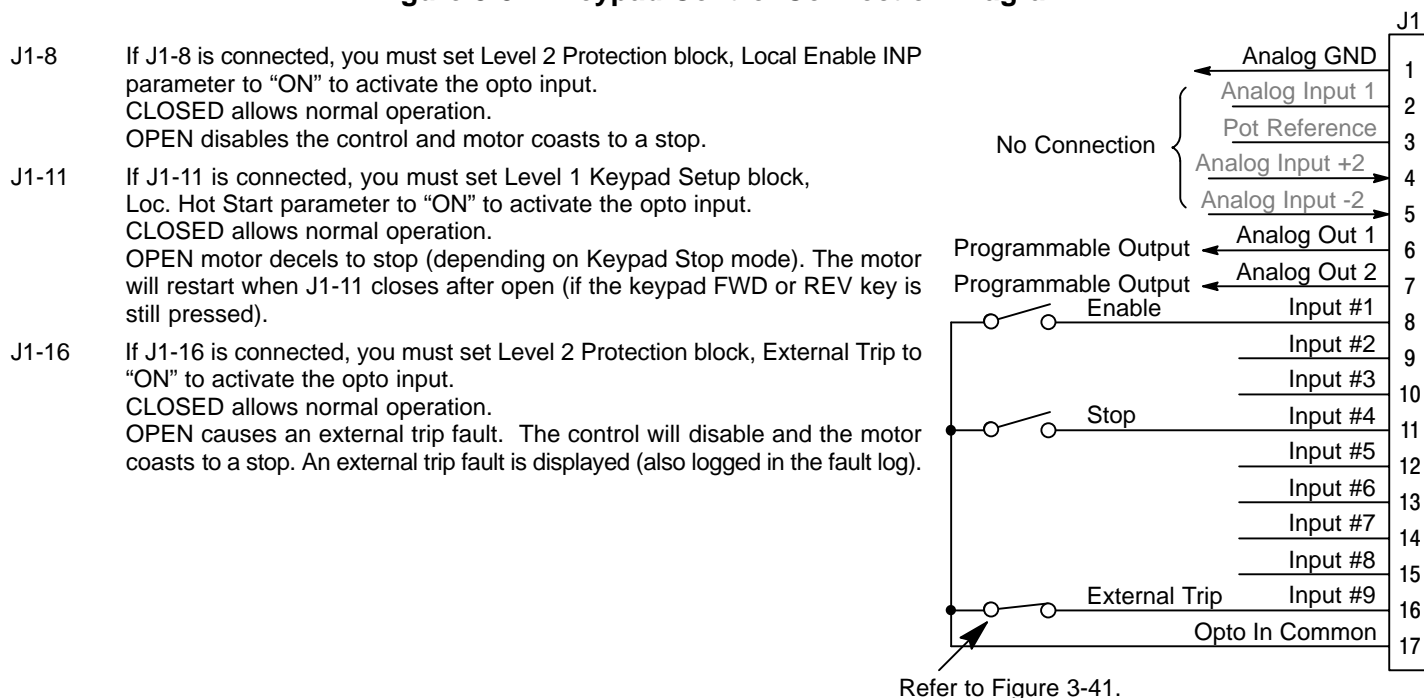 J1-8 If J1-8 is connected, you must set Level 2 Protection block, Local Enable INP
parameter to “ON” to activate the opto input.
CLOSED allows normal operation.
OPEN disables the control and motor coasts to a stop.
J1-11 If J1-11 is connected, you must set Level 1 Keypad Setup block,
Loc. Hot Start parameter to “ON” to activate the opto input.
CLOSED allows normal operation.
OPEN motor decels to stop (depending on Keypad Stop mode). The motor
will restart when J1-11 closes after open (if the keypad FWD or REV key is
still pressed).
J1-16 If J1-16 is connected, you must set Level 2 Protection block, External Trip to
“ON” to activate the opto input.
CLOSED allows normal operation.
OPEN causes an external trip fault. The control will disable and the motor
coasts to a stop. An external trip fault is displayed (also logged in the fault log).
J1
Analog GND 1
Analog Input 1 2
Pot Reference 3
No Connection
Analog Input +2 4
Analog Input -2 5
Programmable Output Analog Out 1 6
Programmable Output Analog Out 2 7
Enable Input #1 8
Input #2 9
Input #3 10
Stop Input #4 11
Input #5 12
Input #6 13
Input #7 14
Input #8 15
External Trip Input #9 16
Opto In Common 17
Refer to Figure 3-41.